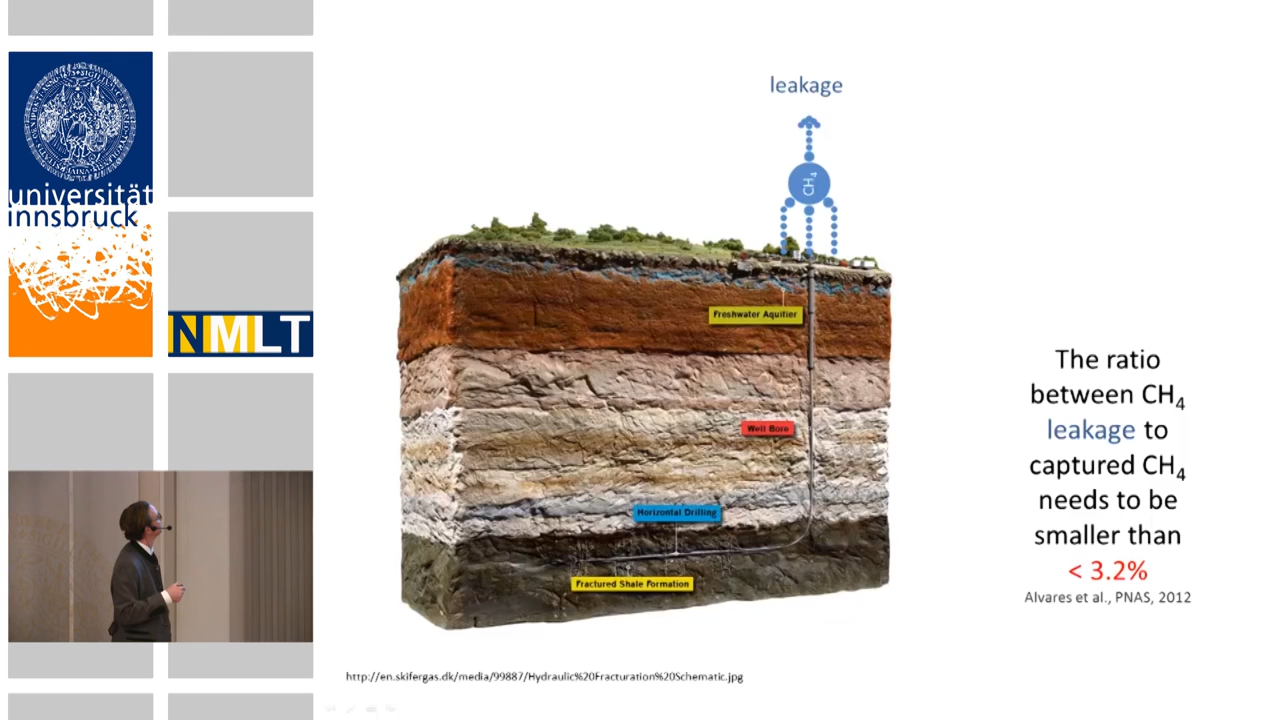 universität
innsbruck
NMLT
leakage
CH4
Freshwater Aquifier
Well Bore
Horizontal Drilling
Fractured Shale Formation
The ratio
between CH4
leakage to
captured CH4
needs to be
smaller than
< 3.2%
Alvares et al., PNAS, 2012
http://en.skifergas.dk/media/99887/Hydraulic%20Fracturation%20Schematic.jpg